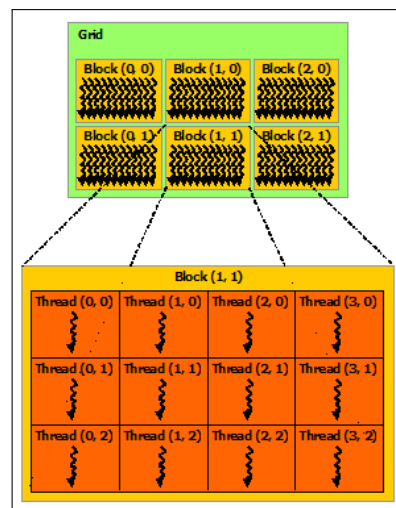 Grid
Block (0, 0) Block (1, 0) Block (2, 0)
Block (0, 1) Block (1, 1) Block (2, 1)
Block (1, 1)
Thread (0, 0) Thread (1, 0) Thread (2, 0) Thread (3, 0)
Thread (0, 1) Thread (1, 1) Thread (2, 1) Thread (3, 1)
Thread (0, 2) Thread (1, 2) Thread (2, 2) Thread (3, 2)